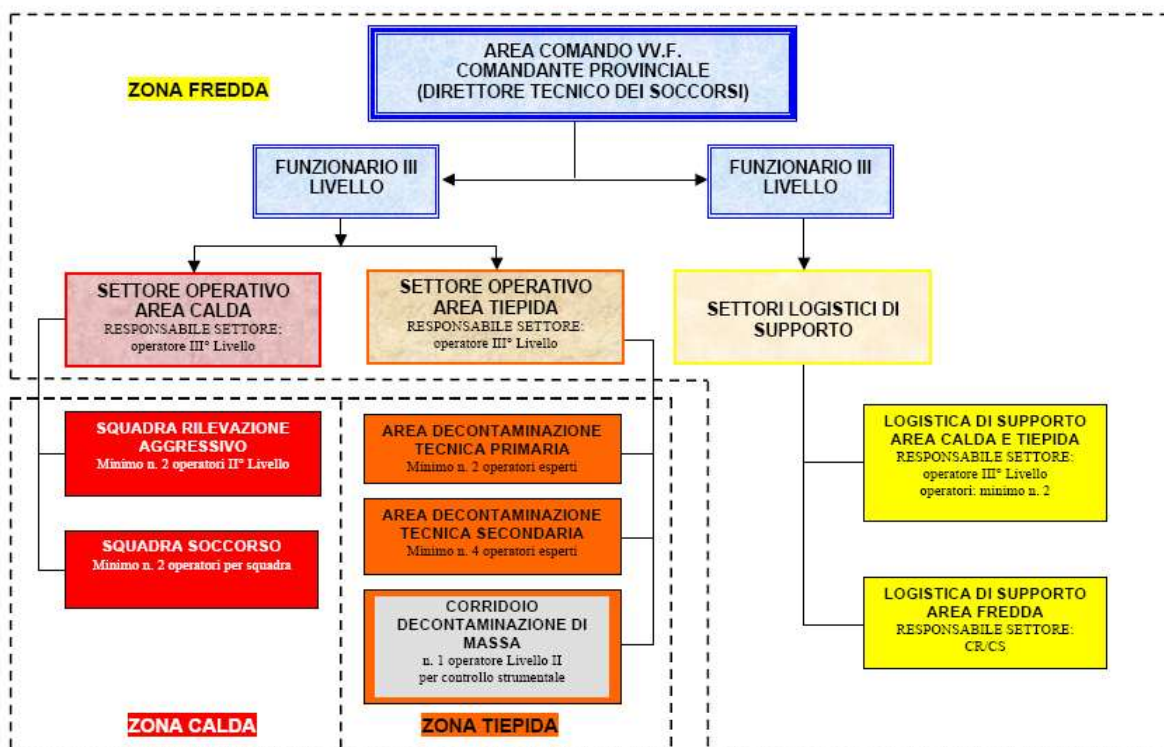 AREA COMANDO VV.F.
COMANDANTE PROVINCIALE
(DIRETTORE TECNICO DEI SOCCORSI)
ZONA FREDDA
FUNZIONARIO III
LIVELLO
FUNZIONARIO III
LIVELLO
SETTORE OPERATIVO
AREA CALDA
RESPONSABILE SETTORE:
operatore III° Livello
SETTORE OPERATIVO
AREA TIEPIDA
RESPONSABILE SETTORE:
operatore III° Livello
SETTORI LOGISTICI DI
SUPPORTO
SQUADRA RILEVAZIONE
AGGRESSIVO
Minimo n. 2 operatori II° Livello
SQUADRA SOCCORSO
Minimo n. 2 operatori per squadra
AREA DECONTAMINAZIONE
TECNICA PRIMARIA
Minimo n. 2 operatori esperti
AREA DECONTAMINAZIONE
TECNICA SECONDARIA
Minimo n. 4 operatori esperti
CORRIDOIO
DECONTAMINAZIONE DI
MASSA
n. 1 operatore Livello II
per controllo strumentale
LOGISTICA DI SUPPORTO
AREA CALDA E TIEPIDA
RESPONSABILE SETTORE:
operatore III° Livello
operatori: minimo n. 2
LOGISTICA DI SUPPORTO
AREA FREDDA
RESPONSABILE SETTORE:
CR/CS
ZONA CALDA
ZONA TIEPIDA